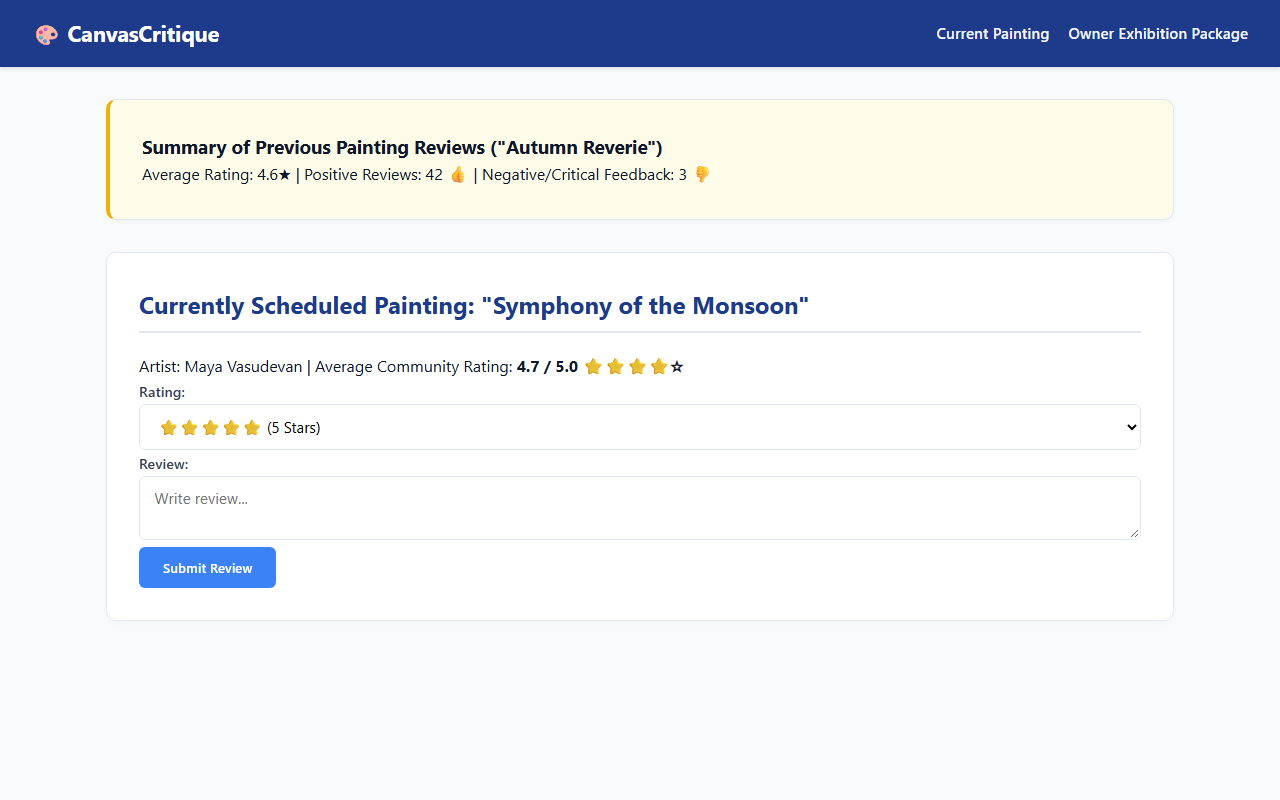 🎨 CanvasCritique
Current Painting
Owner Exhibition Package
Summary of Previous Painting Reviews ("Autumn Reverie")
Average Rating: 4.6★ | Positive Reviews: 42 👍 | Negative/Critical Feedback: 3 👎
Currently Scheduled Painting: "Symphony of the Monsoon"
Artist: Maya Vasudevan | Average Community Rating: 4.7 / 5.0 ⭐⭐⭐⭐☆
Rating:
⭐⭐⭐⭐⭐ (5 Stars)
Review:
Write review...
Submit Review